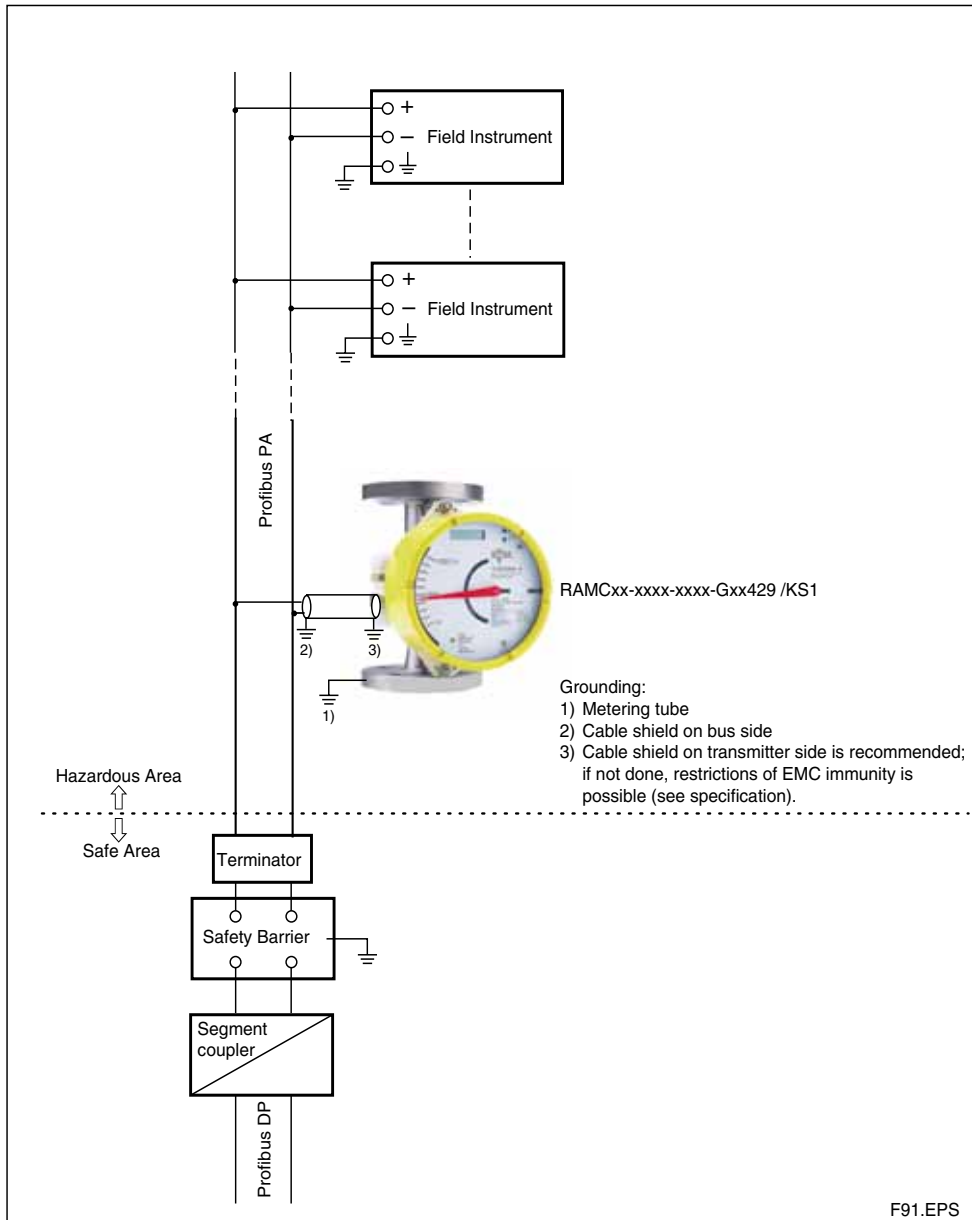 +
− Field Instrument
+
− Field Instrument
Profibus PA
RAMCxx-xxxx-xxxx-Gxx429 /KS1
2)
3)
1)
Grounding:
1) Metering tube
2) Cable shield on bus side
3) Cable shield on transmitter side is recommended;
if not done, restrictions of EMC immunity is
possible (see specification).
Hazardous Area
Safe Area
Terminator
Safety Barrier
Segment
coupler
Profibus DP
F91.EPS